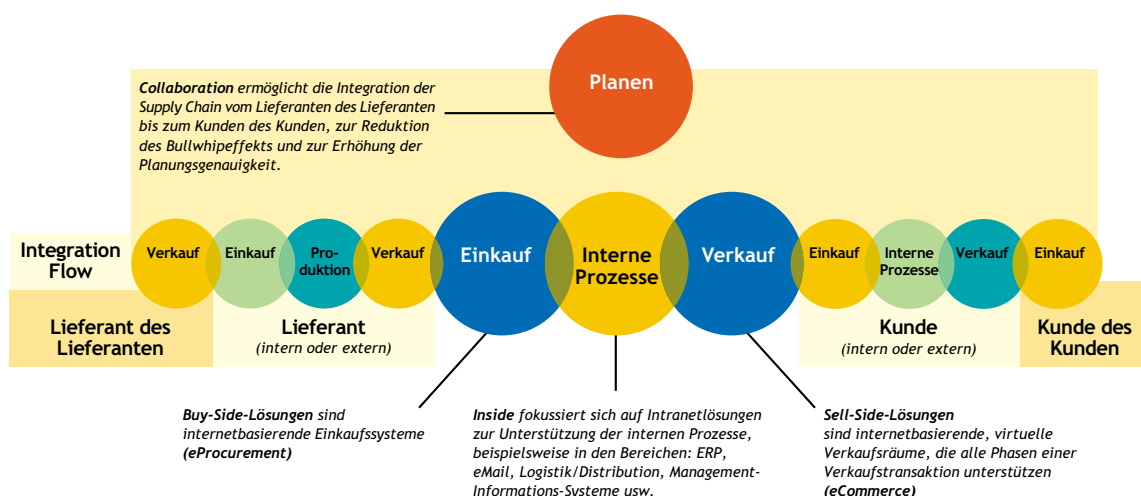 Planen
Collaboration ermöglicht die Integration der
Supply Chain vom Lieferanten des Lieferanten
bis zum Kunden des Kunden, zur Reduktion
des Bullwhipeffekts und zur Erhöhung der
Planungsgenauigkeit.
Integration
Flow
Verkauf
Einkauf
Pro-
duktion
Verkauf
Einkauf
Interne
Prozesse
Verkauf
Einkauf
Interne
Prozesse
Verkauf
Einkauf
Lieferant des
Lieferanten
Lieferant
(intern oder extern)
Kunde
(intern oder extern)
Kunde des
Kunden
Buy-Side-Lösungen sind
internetbasierende Einkaufssysteme
(eProcurement)
Inside fokussiert sich auf Intranetlösungen
zur Unterstützung der internen Prozesse,
beispielsweise in den Bereichen: ERP,
eMail, Logistik/Distribution, Management-
Informations-Systeme usw.
Sell-Side-Lösungen
sind internetbasierende, virtuelle
Verkaufsräume, die alle Phasen einer
Verkaufstransaktion unterstützen
(eCommerce)